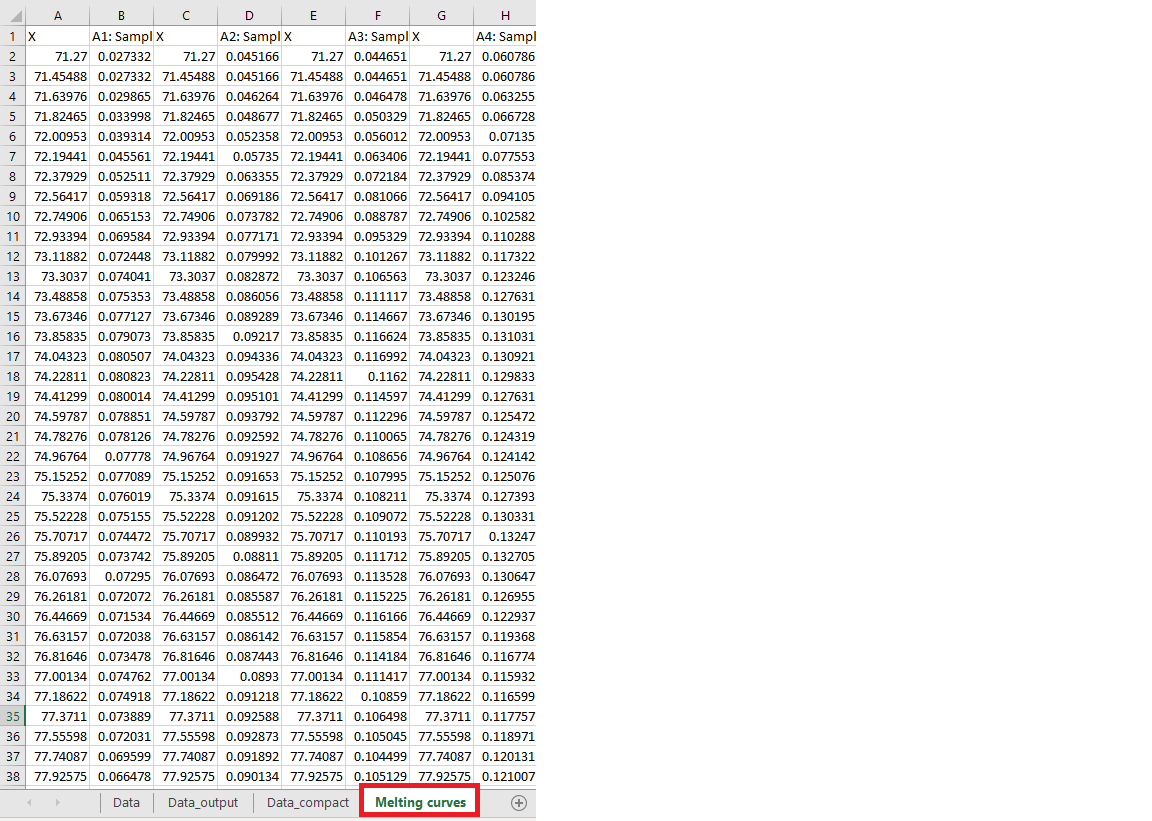 A B C D E F G H
1 X A1: Sampl X A2: Sampl X A3: Sampl X A4: Sampl
2 71.27 0.027332 71.27 0.045166 71.27 0.044651 71.27 0.060786
3 71.45488 0.027332 71.45488 0.045166 71.45488 0.044651 71.45488 0.060786
4 71.63976 0.029865 71.63976 0.046264 71.63976 0.046478 71.63976 0.063255
5 71.82465 0.033998 71.82465 0.048677 71.82465 0.050329 71.82465 0.066728
6 72.00953 0.039314 72.00953 0.052358 72.00953 0.056012 72.00953 0.07135
7 72.19441 0.045561 72.19441 0.05735 72.19441 0.063406 72.19441 0.077553
8 72.37929 0.052511 72.37929 0.063355 72.37929 0.072184 72.37929 0.085374
9 72.56417 0.059318 72.56417 0.069186 72.56417 0.081066 72.56417 0.094105
10 72.74906 0.065153 72.74906 0.073782 72.74906 0.088787 72.74906 0.102582
11 72.93394 0.069584 72.93394 0.077171 72.93394 0.095329 72.93394 0.110288
12 73.11882 0.072448 73.11882 0.079992 73.11882 0.101267 73.11882 0.117322
13 73.3037 0.074041 73.3037 0.082872 73.3037 0.106563 73.3037 0.123246
14 73.48858 0.075353 73.48858 0.086056 73.48858 0.111117 73.48858 0.127631
15 73.67346 0.077127 73.67346 0.089289 73.67346 0.114667 73.67346 0.130195
16 73.85835 0.079073 73.85835 0.09217 73.85835 0.116624 73.85835 0.131031
17 74.04323 0.080507 74.04323 0.094336 74.04323 0.116992 74.04323 0.130921
18 74.22811 0.080823 74.22811 0.095428 74.22811 0.1162 74.22811 0.129833
19 74.41299 0.080014 74.41299 0.095101 74.41299 0.114597 74.41299 0.127631
20 74.59787 0.078851 74.59787 0.093792 74.59787 0.112296 74.59787 0.125472
21 74.78276 0.078126 74.78276 0.092592 74.78276 0.110065 74.78276 0.124319
22 74.96764 0.07778 74.96764 0.091927 74.96764 0.108656 74.96764 0.124142
23 75.15252 0.077089 75.15252 0.091653 75.15252 0.107995 75.15252 0.125076
24 75.3374 0.076019 75.3374 0.091615 75.3374 0.108211 75.3374 0.127393
25 75.52228 0.075155 75.52228 0.091202 75.52228 0.109072 75.52228 0.130331
26 75.70717 0.074472 75.70717 0.089932 75.70717 0.110193 75.70717 0.13247
27 75.89205 0.073742 75.89205 0.08811 75.89205 0.111712 75.89205 0.132705
28 76.07693 0.07295 76.07693 0.086472 76.07693 0.113528 76.07693 0.130647
29 76.26181 0.072072 76.26181 0.085587 76.26181 0.115225 76.26181 0.126955
30 76.44669 0.071534 76.44669 0.085512 76.44669 0.116166 76.44669 0.122937
31 76.63157 0.072038 76.63157 0.086142 76.63157 0.115854 76.63157 0.119368
32 76.81646 0.073478 76.81646 0.087443 76.81646 0.114184 76.81646 0.116774
33 77.00134 0.074762 77.00134 0.0893 77.00134 0.111417 77.00134 0.115932
34 77.18622 0.074918 77.18622 0.091218 77.18622 0.10859 77.18622 0.116599
35 77.3711 0.073889 77.3711 0.092588 77.3711 0.106498 77.3711 0.117757
36 77.55598 0.072031 77.55598 0.092873 77.55598 0.105045 77.55598 0.118971
37 77.74087 0.069599 77.74087 0.091892 77.74087 0.104499 77.74087 0.120131
38 77.92575 0.066478 77.92575 0.090134 77.92575 0.105129 77.92575 0.121007
Data Data_output Data_compact Melting curves